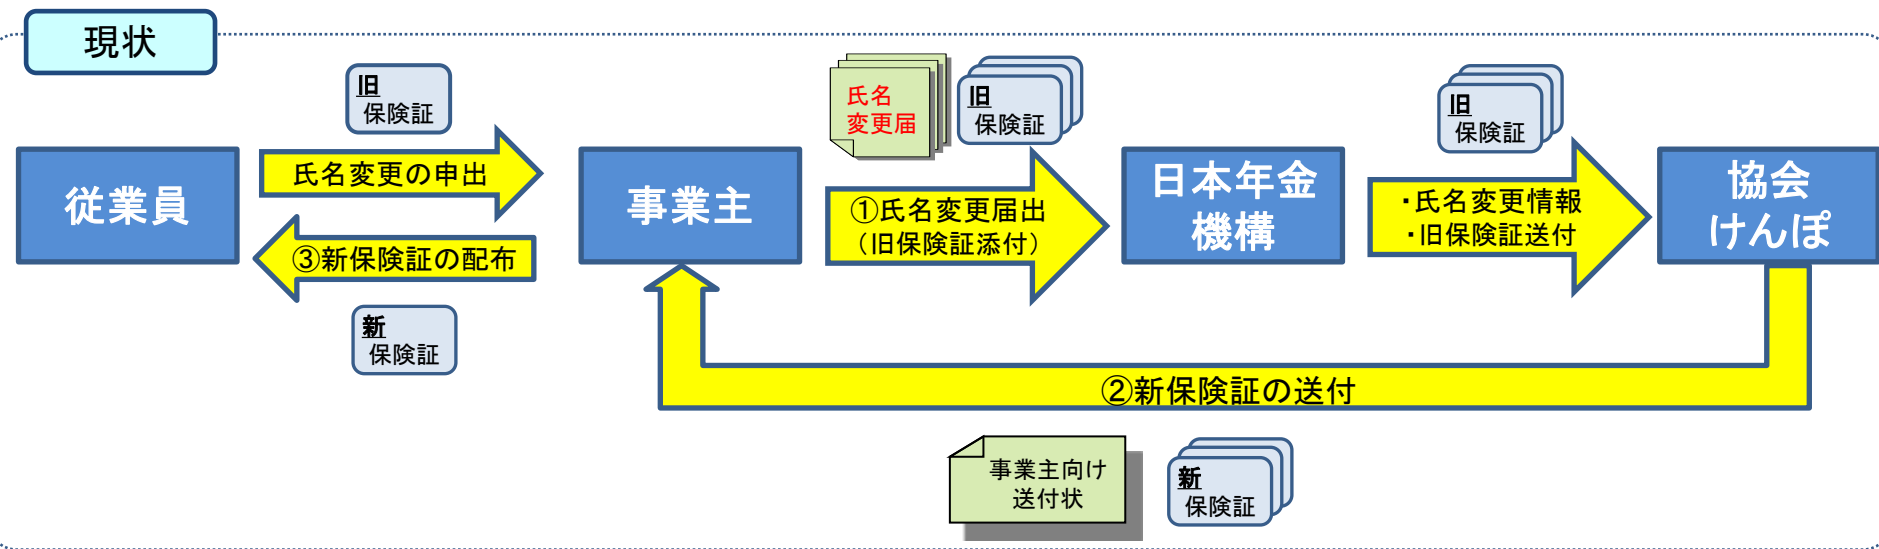 現状
旧
保険証
氏名
変更届
旧
保険証
旧
保険証
従業員
氏名変更の申出
③新保険証の配布
新
保険証
事業主
①氏名変更届出
（旧保険証添付）
日本年金
機構
・氏名変更情報
・旧保険証送付
協会
けんぽ
②新保険証の送付
事業主向け
送付状
新
保険証